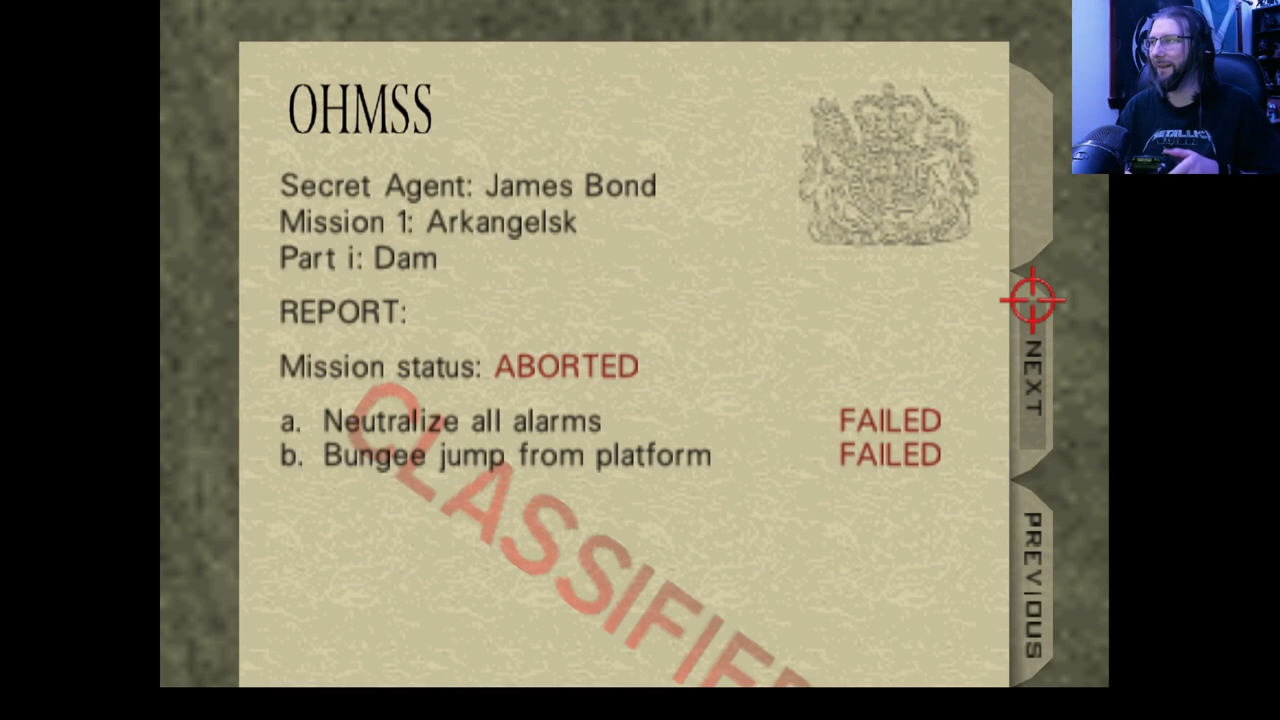 OHMSS
Secret Agent: James Bond
Mission 1: Arkangelsk
Part i: Dam
REPORT:
Mission status: ABORTED
a. Neutralize all alarms FAILED
b. Bungee jump from platform FAILED
CLASSIFIED
NEXT
PREVIOUS
METALLICA